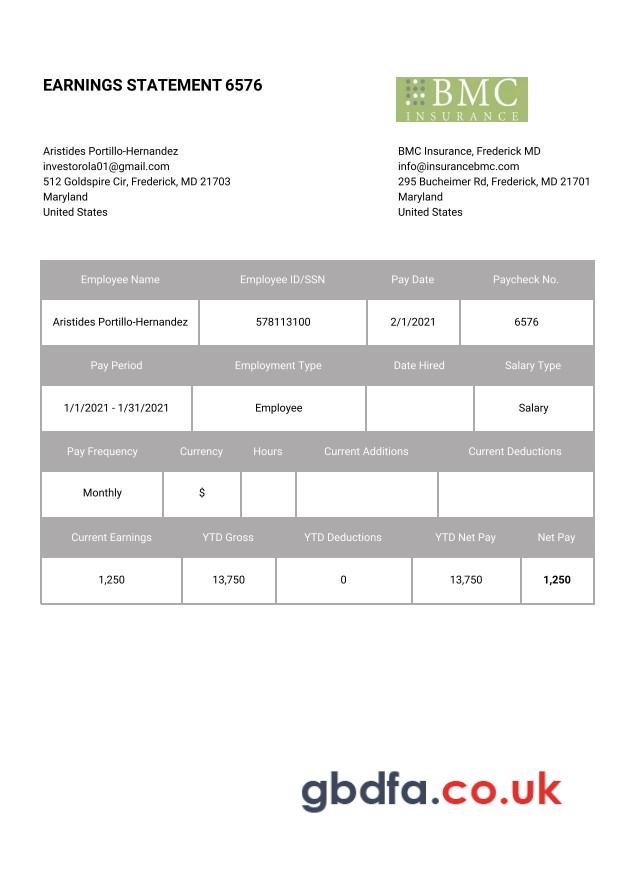 EARNINGS STATEMENT 6576
BMC
INSURANCE
Aristides Portillo-Hernandez
investorola01@gmail.com
512 Goldspire Cir, Frederick, MD 21703
Maryland
United States
BMC Insurance, Frederick MD
info@insurancebmc.com
295 Bucheimer Rd, Frederick, MD 21701
Maryland
United States
Employee Name Employee ID/SSN Pay Date Paycheck No.
Aristides Portillo-Hernandez 578113100 2/1/2021 6576
Pay Period Employment Type Date Hired Salary Type
1/1/2021 - 1/31/2021 Employee Salary
Pay Frequency Currency Hours Current Additions Current Deductions
Monthly $
Current Earnings YTD Gross YTD Deductions YTD Net Pay Net Pay
1,250 13,750 0 13,750 1,250
gbdfa.co.uk